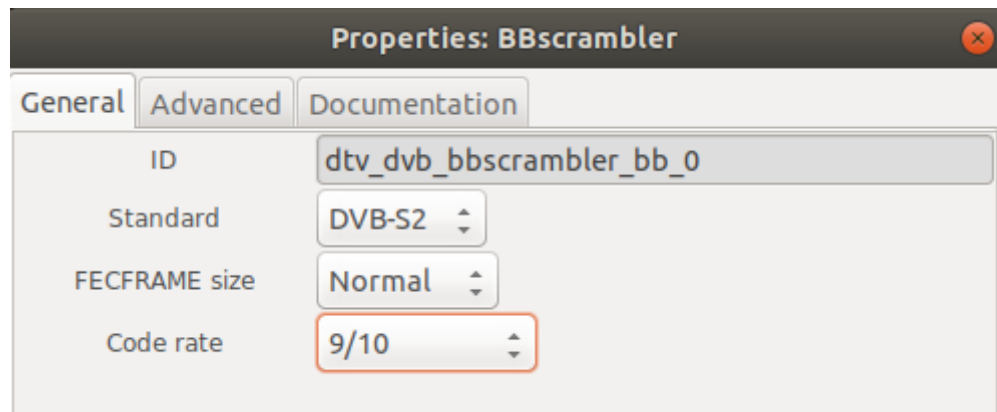 Properties: BBscrambler
General Advanced Documentation
ID dtv_dvb_bbscrambler_bb_0
Standard DVB-S2
FECFRAME size Normal
Code rate 9/10